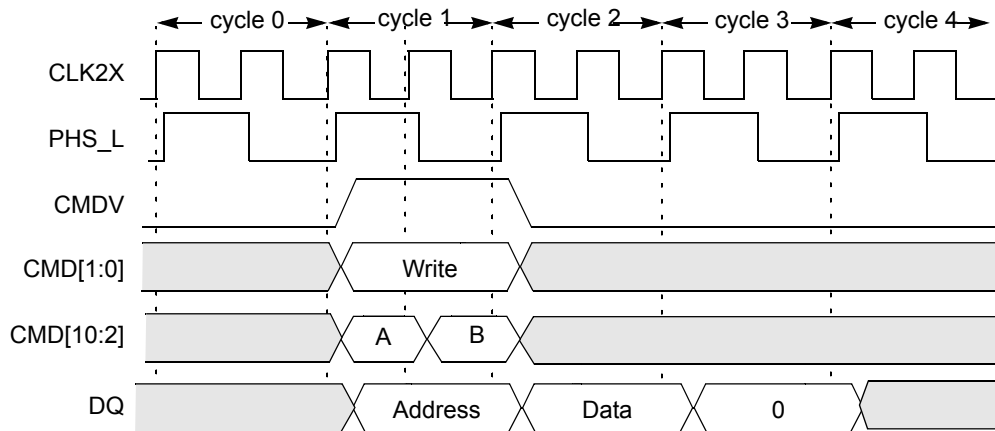 cycle 0 cycle 1 cycle 2 cycle 3 cycle 4
CLK2X
PHS_L
CMDV
CMD[1:0] Write
CMD[10:2] A B
DQ Address Data 0